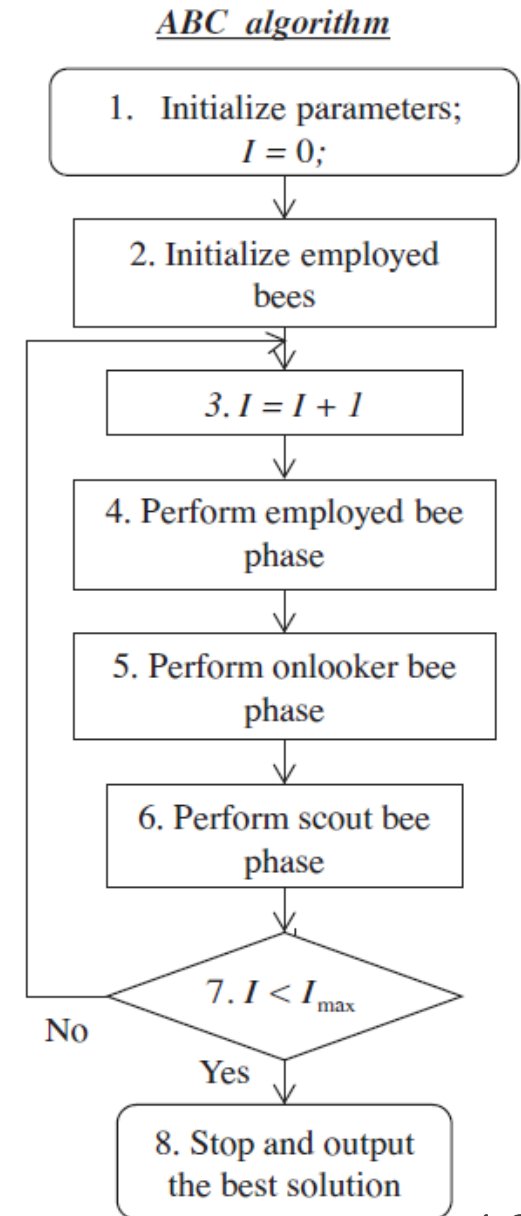 ABC algorithm
1. Initialize parameters;
I = 0;
2. Initialize employed
bees
3. I = I + 1
4. Perform employed bee
phase
5. Perform onlooker bee
phase
6. Perform scout bee
phase
7. I < Imax
No
Yes
8. Stop and output
the best solution